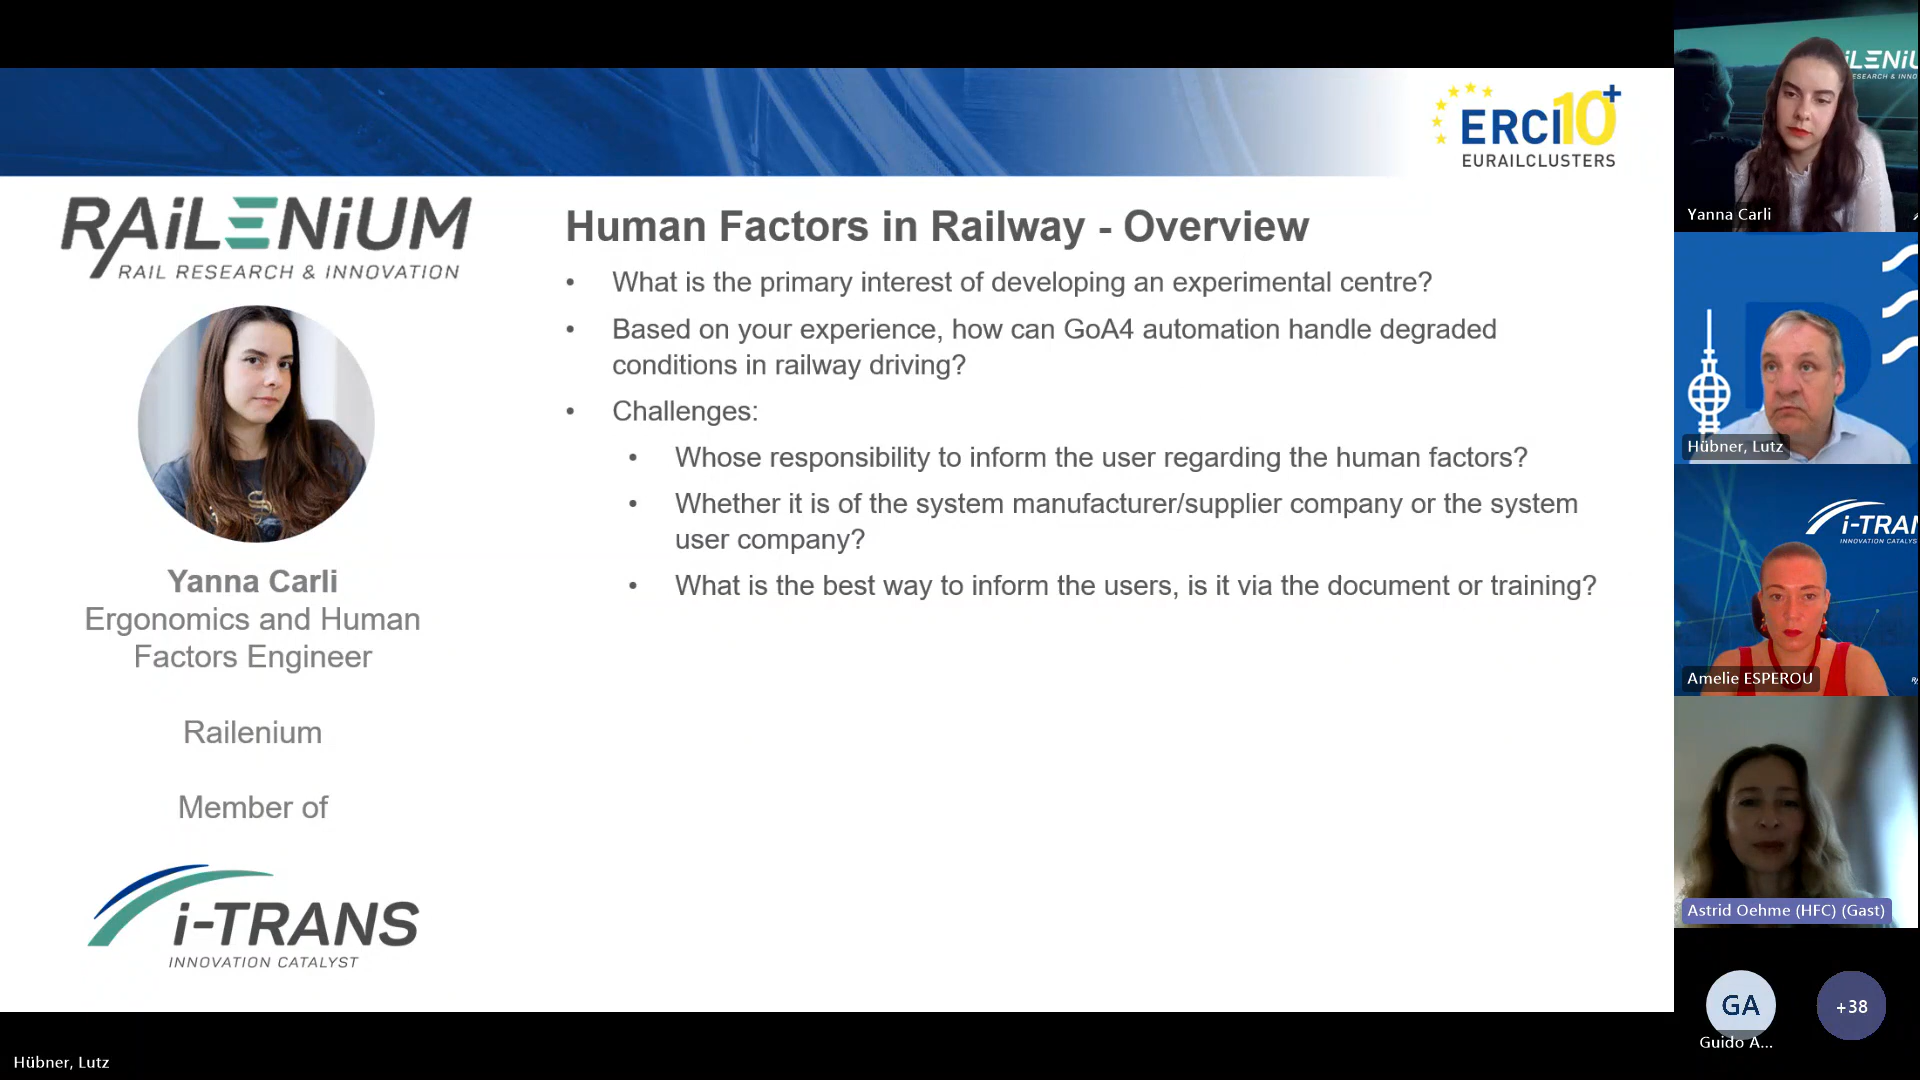 ERCI10+
EURAILCLUSTERS
RAiLENiUM
RAIL RESEARCH & INNOVATION
Human Factors in Railway - Overview
• What is the primary interest of developing an experimental centre?
• Based on your experience, how can GoA4 automation handle degraded
conditions in railway driving?
• Challenges:
• Whose responsibility to inform the user regarding the human factors?
• Whether it is of the system manufacturer/supplier company or the system
user company?
• What is the best way to inform the users, is it via the document or training?
Yanna Carli
Ergonomics and Human
Factors Engineer
Railenium
Member of
i-TRANS
INNOVATION CATALYST
Hübner, Lutz
Yanna Carli
Hübner, Lutz
i-TRAN
INNOVATION CATALYS
Amelie ESPEROU
Astrid Oehme (HFC) (Gast)
GA
Guido A...
+38